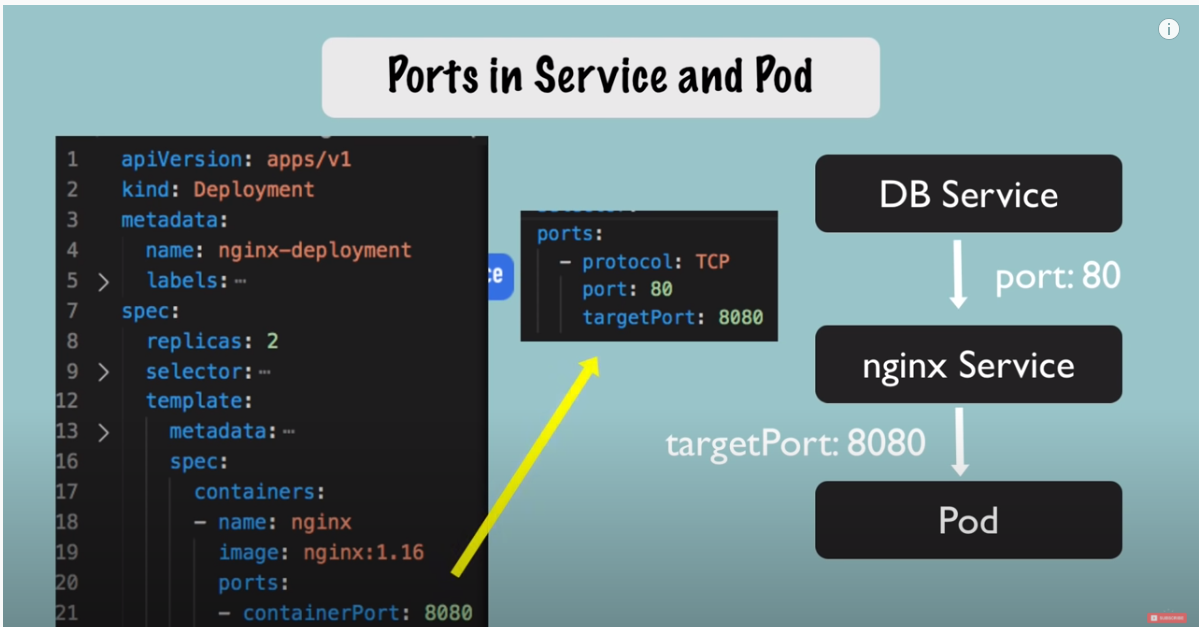 Ports in Service and Pod
1 apiVersion: apps/v1
2 kind: Deployment
3 metadata:
4 name: nginx-deployment
5 > labels:⋯
7 spec:
8 replicas: 2
9 > selector:⋯
12 template:
13 > metadata:⋯
16 spec:
17 containers:
18 - name: nginx
19 image: nginx:1.16
20 ports:
21 - containerPort: 8080
ce
ports:
- protocol: TCP
port: 80
targetPort: 8080
DB Service
port: 80
nginx Service
targetPort: 8080
Pod
SUBSCRIBE